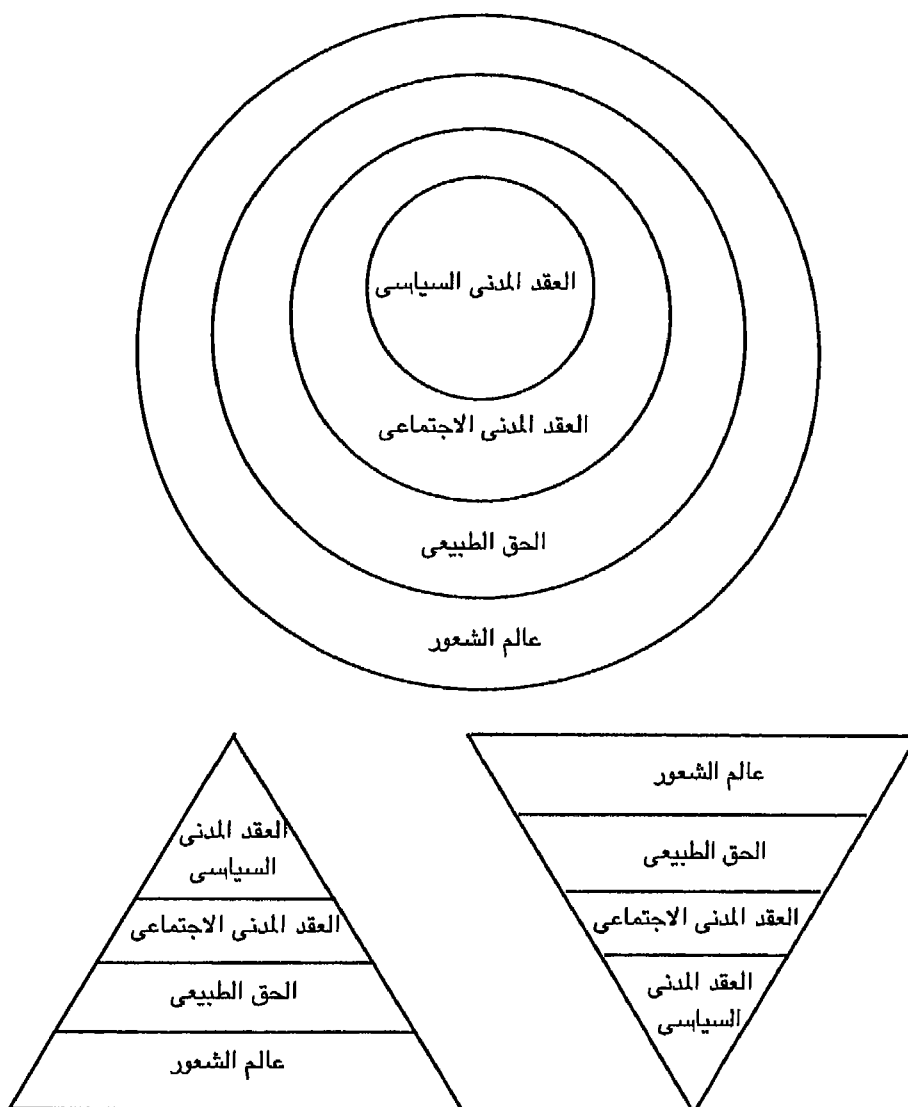 العقد المدنى السياسى
العقد المدنى الاجتماعى
الحق الطبيعى
عالم الشعور
عالم الشعور
الحق الطبيعى
العقد المدنى الاجتماعى
العقد المدنى
السياسى
العقد المدنى
السياسى
العقد المدنى الاجتماعى
الحق الطبيعى
عالم الشعور